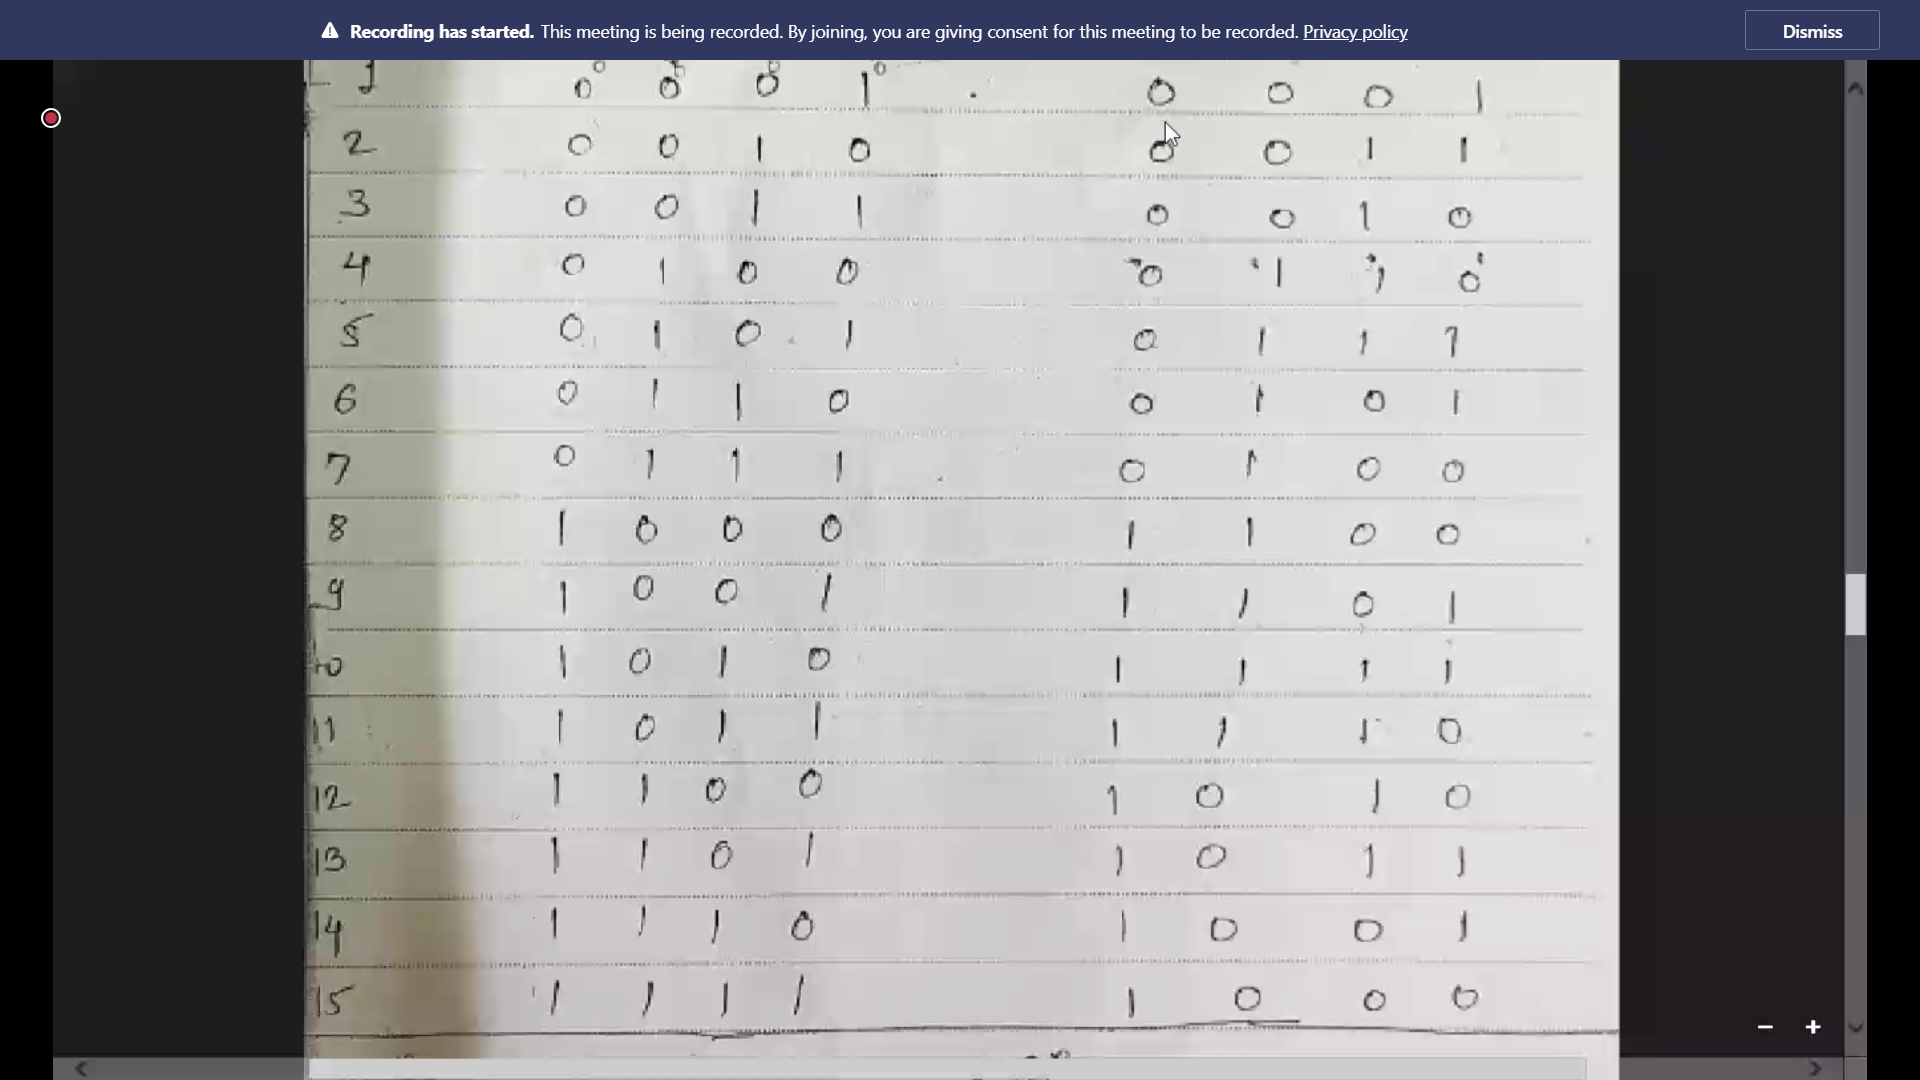 Recording has started. This meeting is being recorded. By joining, you are giving consent for this meeting to be recorded. Privacy policy
Dismiss
1 0 0 0 1 0 0 0 1
2 0 0 1 0 0 0 1 1
3 0 0 1 1 0 0 1 0
4 0 1 0 0 0 1 1 0
5 0 1 0 1 0 1 1 1
6 0 1 1 0 0 1 0 1
7 0 1 1 1 0 1 0 0
8 1 0 0 0 1 1 0 0
9 1 0 0 1 1 1 0 1
10 1 0 1 0 1 1 1 1
11 1 0 1 1 1 1 1 0
12 1 1 0 0 1 0 1 0
13 1 1 0 1 1 0 1 1
14 1 1 1 0 1 0 0 1
15 1 1 1 1 1 0 0 0